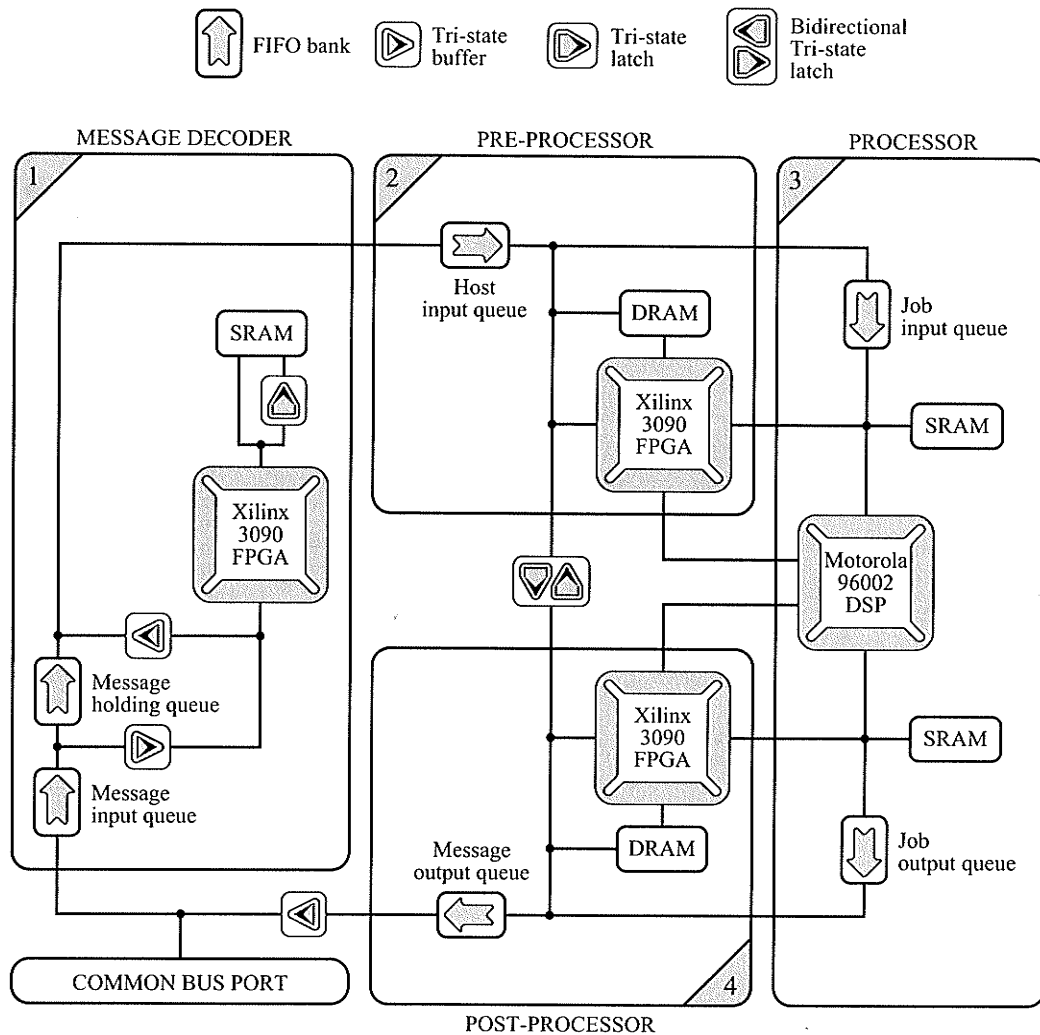 FIFO bank
Tri-state
buffer
Tri-state
latch
Bidirectional
Tri-state
latch
MESSAGE DECODER
PRE-PROCESSOR
PROCESSOR
1
2
3
Host
input queue
DRAM
Job
input queue
SRAM
Xilinx
3090
FPGA
SRAM
Xilinx
3090
FPGA
Motorola
96002
DSP
Message
holding queue
Xilinx
3090
FPGA
SRAM
Message
input queue
DRAM
Message
output queue
Job
output queue
COMMON BUS PORT
4
POST-PROCESSOR